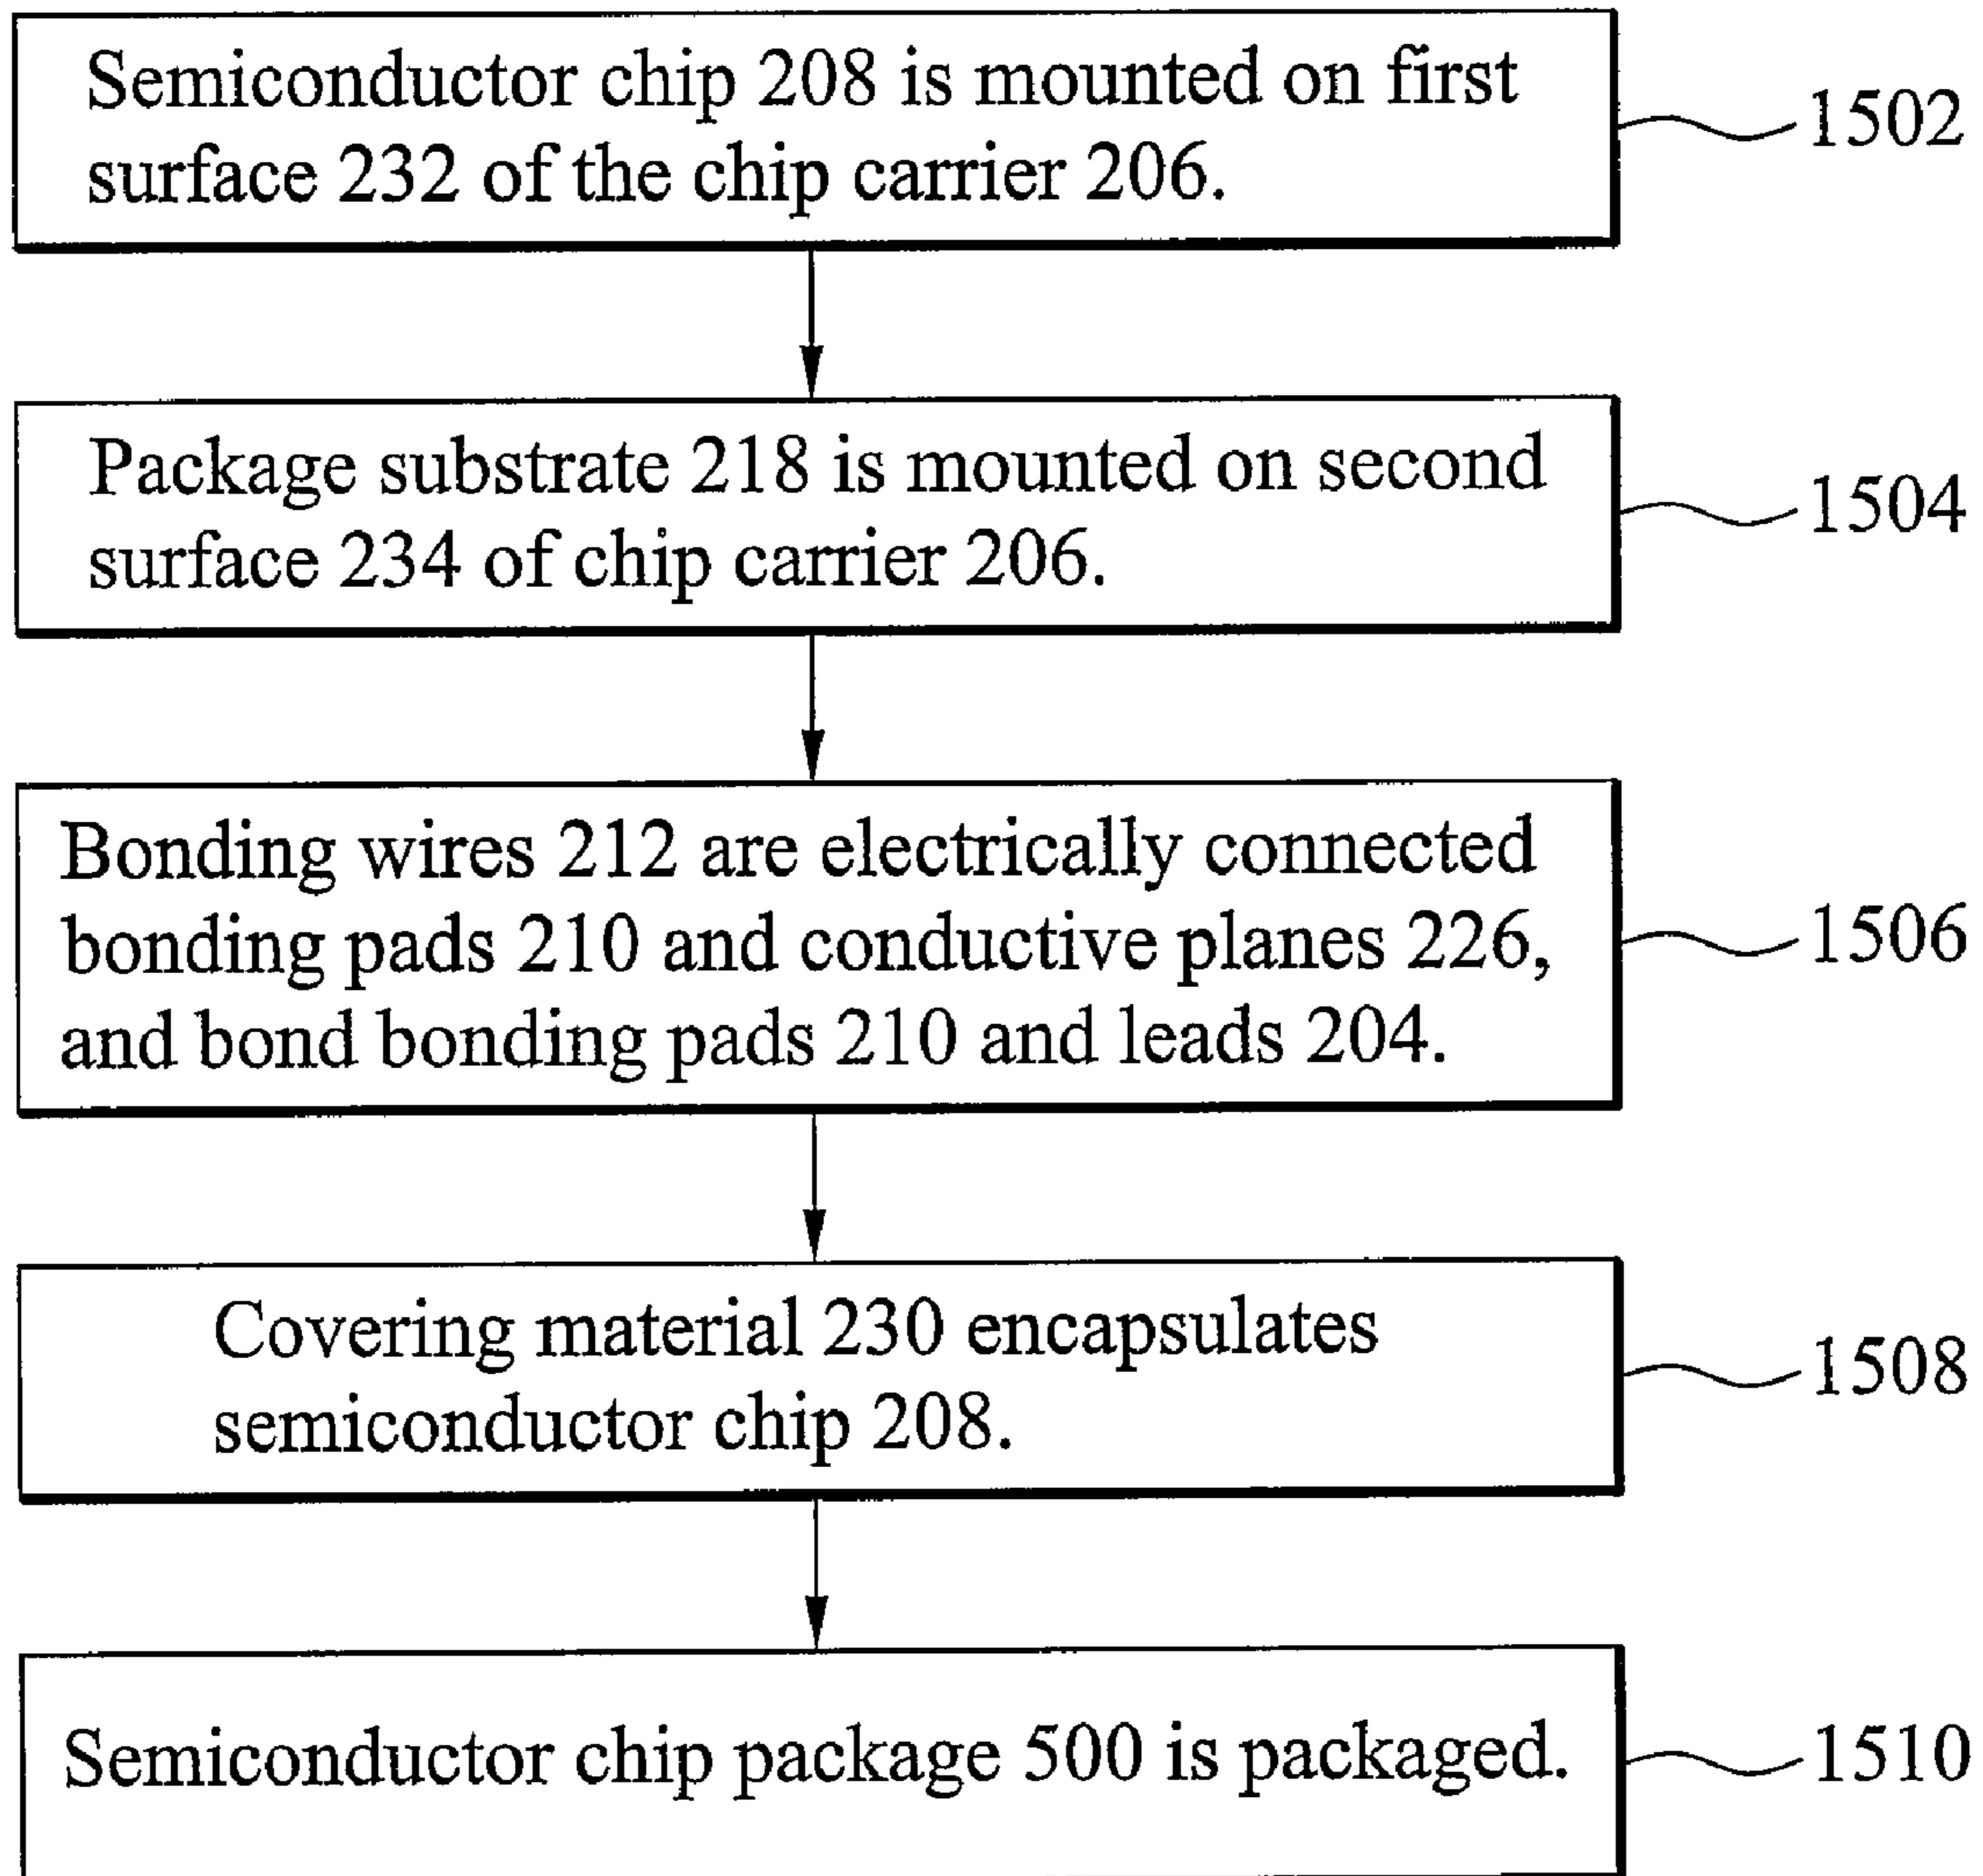 Semiconductor chip 208 is mounted on first
surface 232 of the chip carrier 206.
1502
Package substrate 218 is mounted on second
surface 234 of chip carrier 206.
1504
Bonding wires 212 are electrically connected
bonding pads 210 and conductive planes 226,
and bond bonding pads 210 and leads 204.
1506
Covering material 230 encapsulates
semiconductor chip 208.
1508
Semiconductor chip package 500 is packaged.
1510